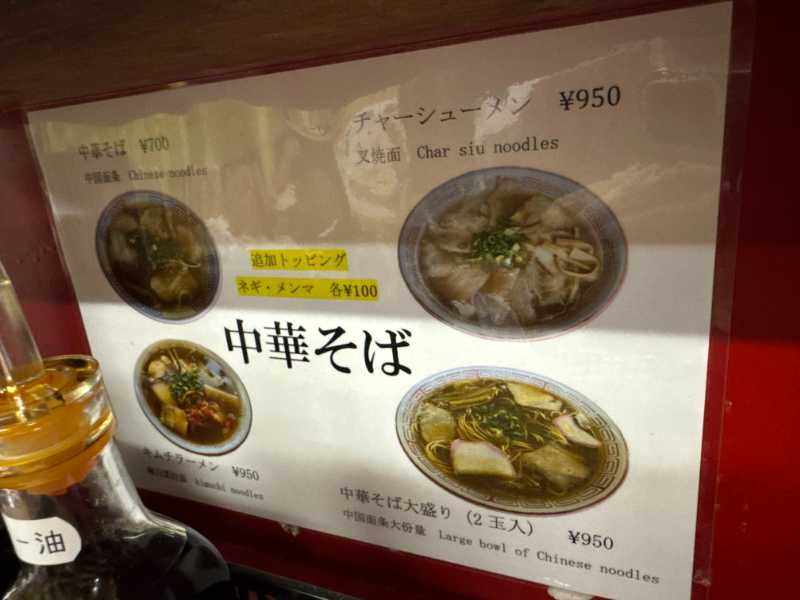 中華そば ¥700
中国面条 Chinese noodles
チャーシューメン ¥950
叉焼面 Char siu noodles
追加トッピング
ネギ・メンマ 各¥100
中華そば
キムチラーメン ¥950
kimuchi noodles
中華そば大盛り (2玉入) ¥950
中国面条大份量 Large bowl of Chinese noodles
ー油